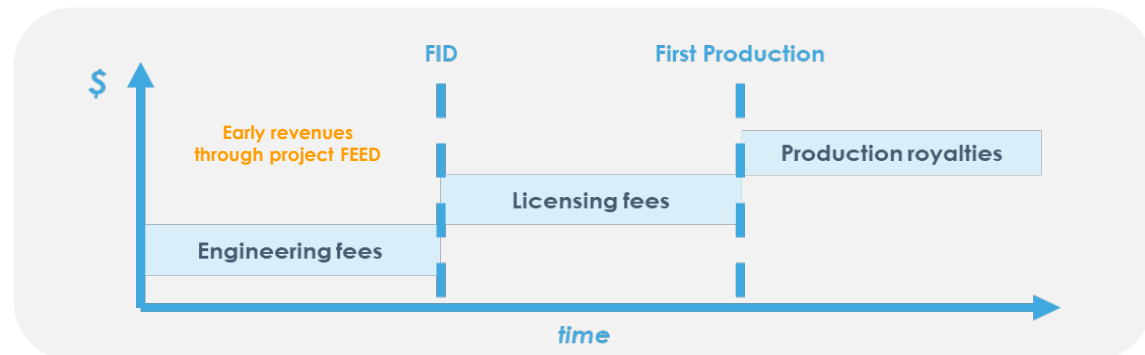 FID
First Production
$
Early revenues
through project FEED
Production royalties
Licensing fees
Engineering fees
time